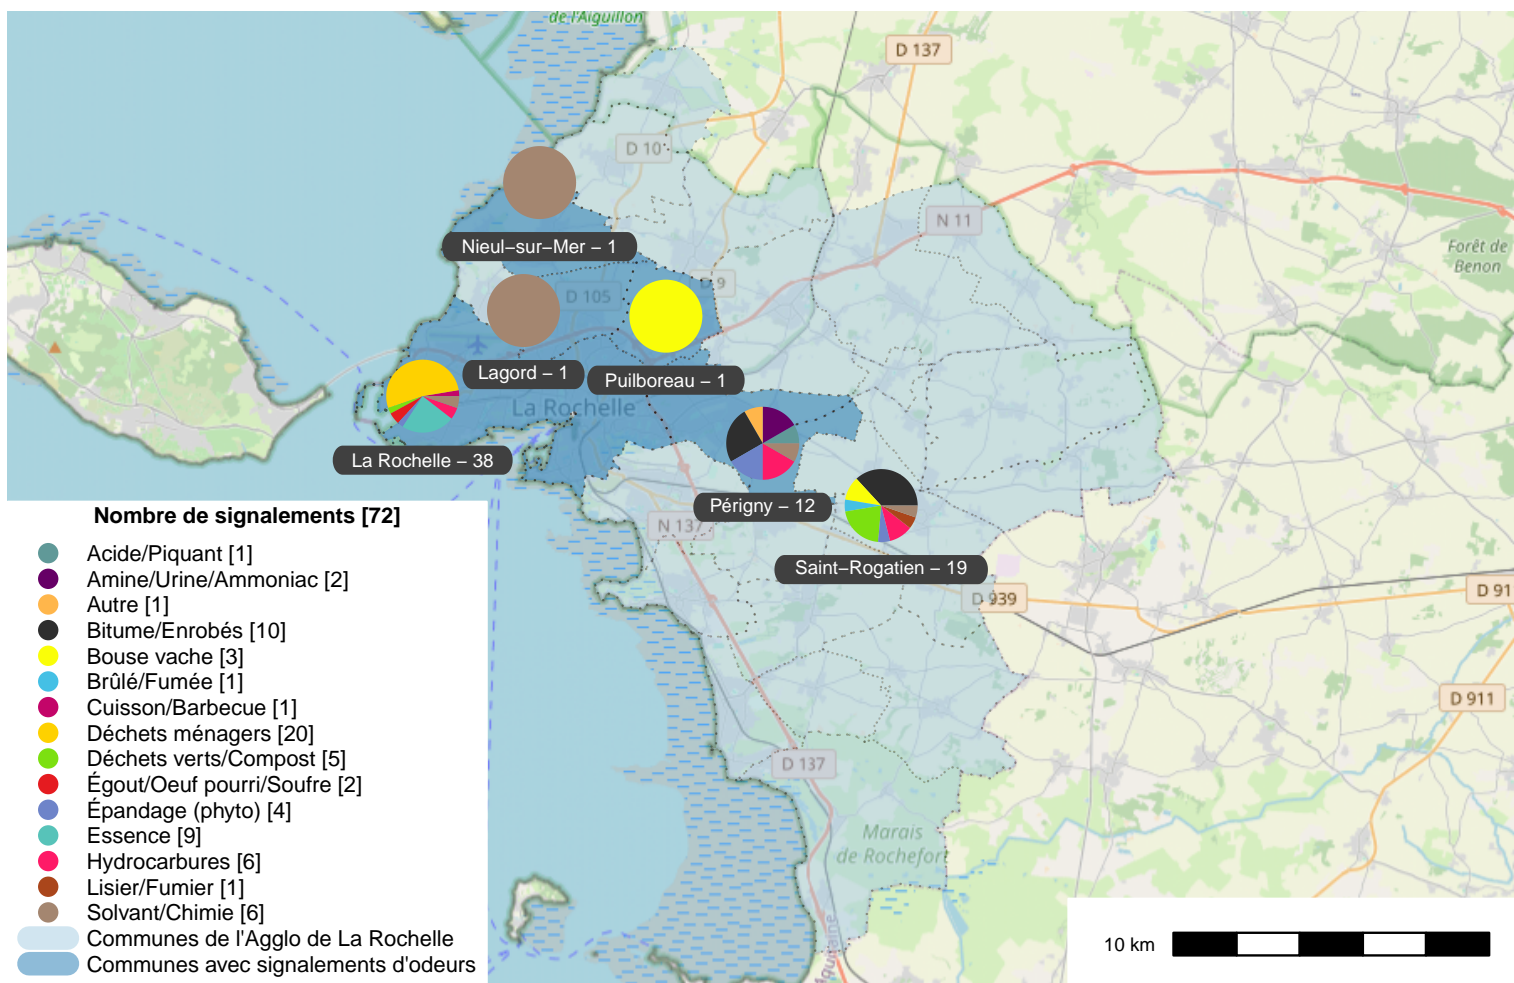 de l'Aiguillon
D 137
D 10
N 11
Forêt de
Benon
Nieul−sur−Mer − 1
D 9
D 105
Lagord − 1
Puilboreau − 1
La Rochelle
La Rochelle − 38
Périgny − 12
N 137
Saint−Rogatien − 19
D 939
D 91
D 911
D 137
Marais
de Rochefort
Aquitaine
Nombre de signalements [72]
Acide/Piquant [1]
Amine/Urine/Ammoniac [2]
Autre [1]
Bitume/Enrobés [10]
Bouse vache [3]
Brûlé/Fumée [1]
Cuisson/Barbecue [1]
Déchets ménagers [20]
Déchets verts/Compost [5]
Égout/Oeuf pourri/Soufre [2]
Épandage (phyto) [4]
Essence [9]
Hydrocarbures [6]
Lisier/Fumier [1]
Solvant/Chimie [6]
Communes de l'Agglo de La Rochelle
Communes avec signalements d'odeurs
10 km